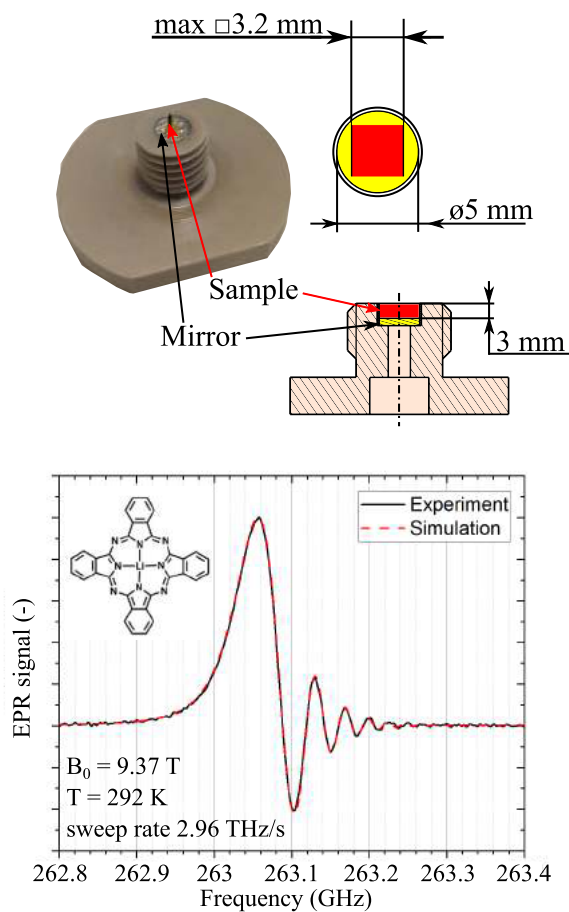 max □3.2 mm
ø5 mm
Sample
Mirror
3 mm
Experiment
Simulation
N
N
N
N
Li
N
N
N
N
EPR signal (-)
B₀ = 9.37 T
T = 292 K
sweep rate 2.96 THz/s
262.8 262.9 263 263.1 263.2 263.3 263.4
Frequency (GHz)